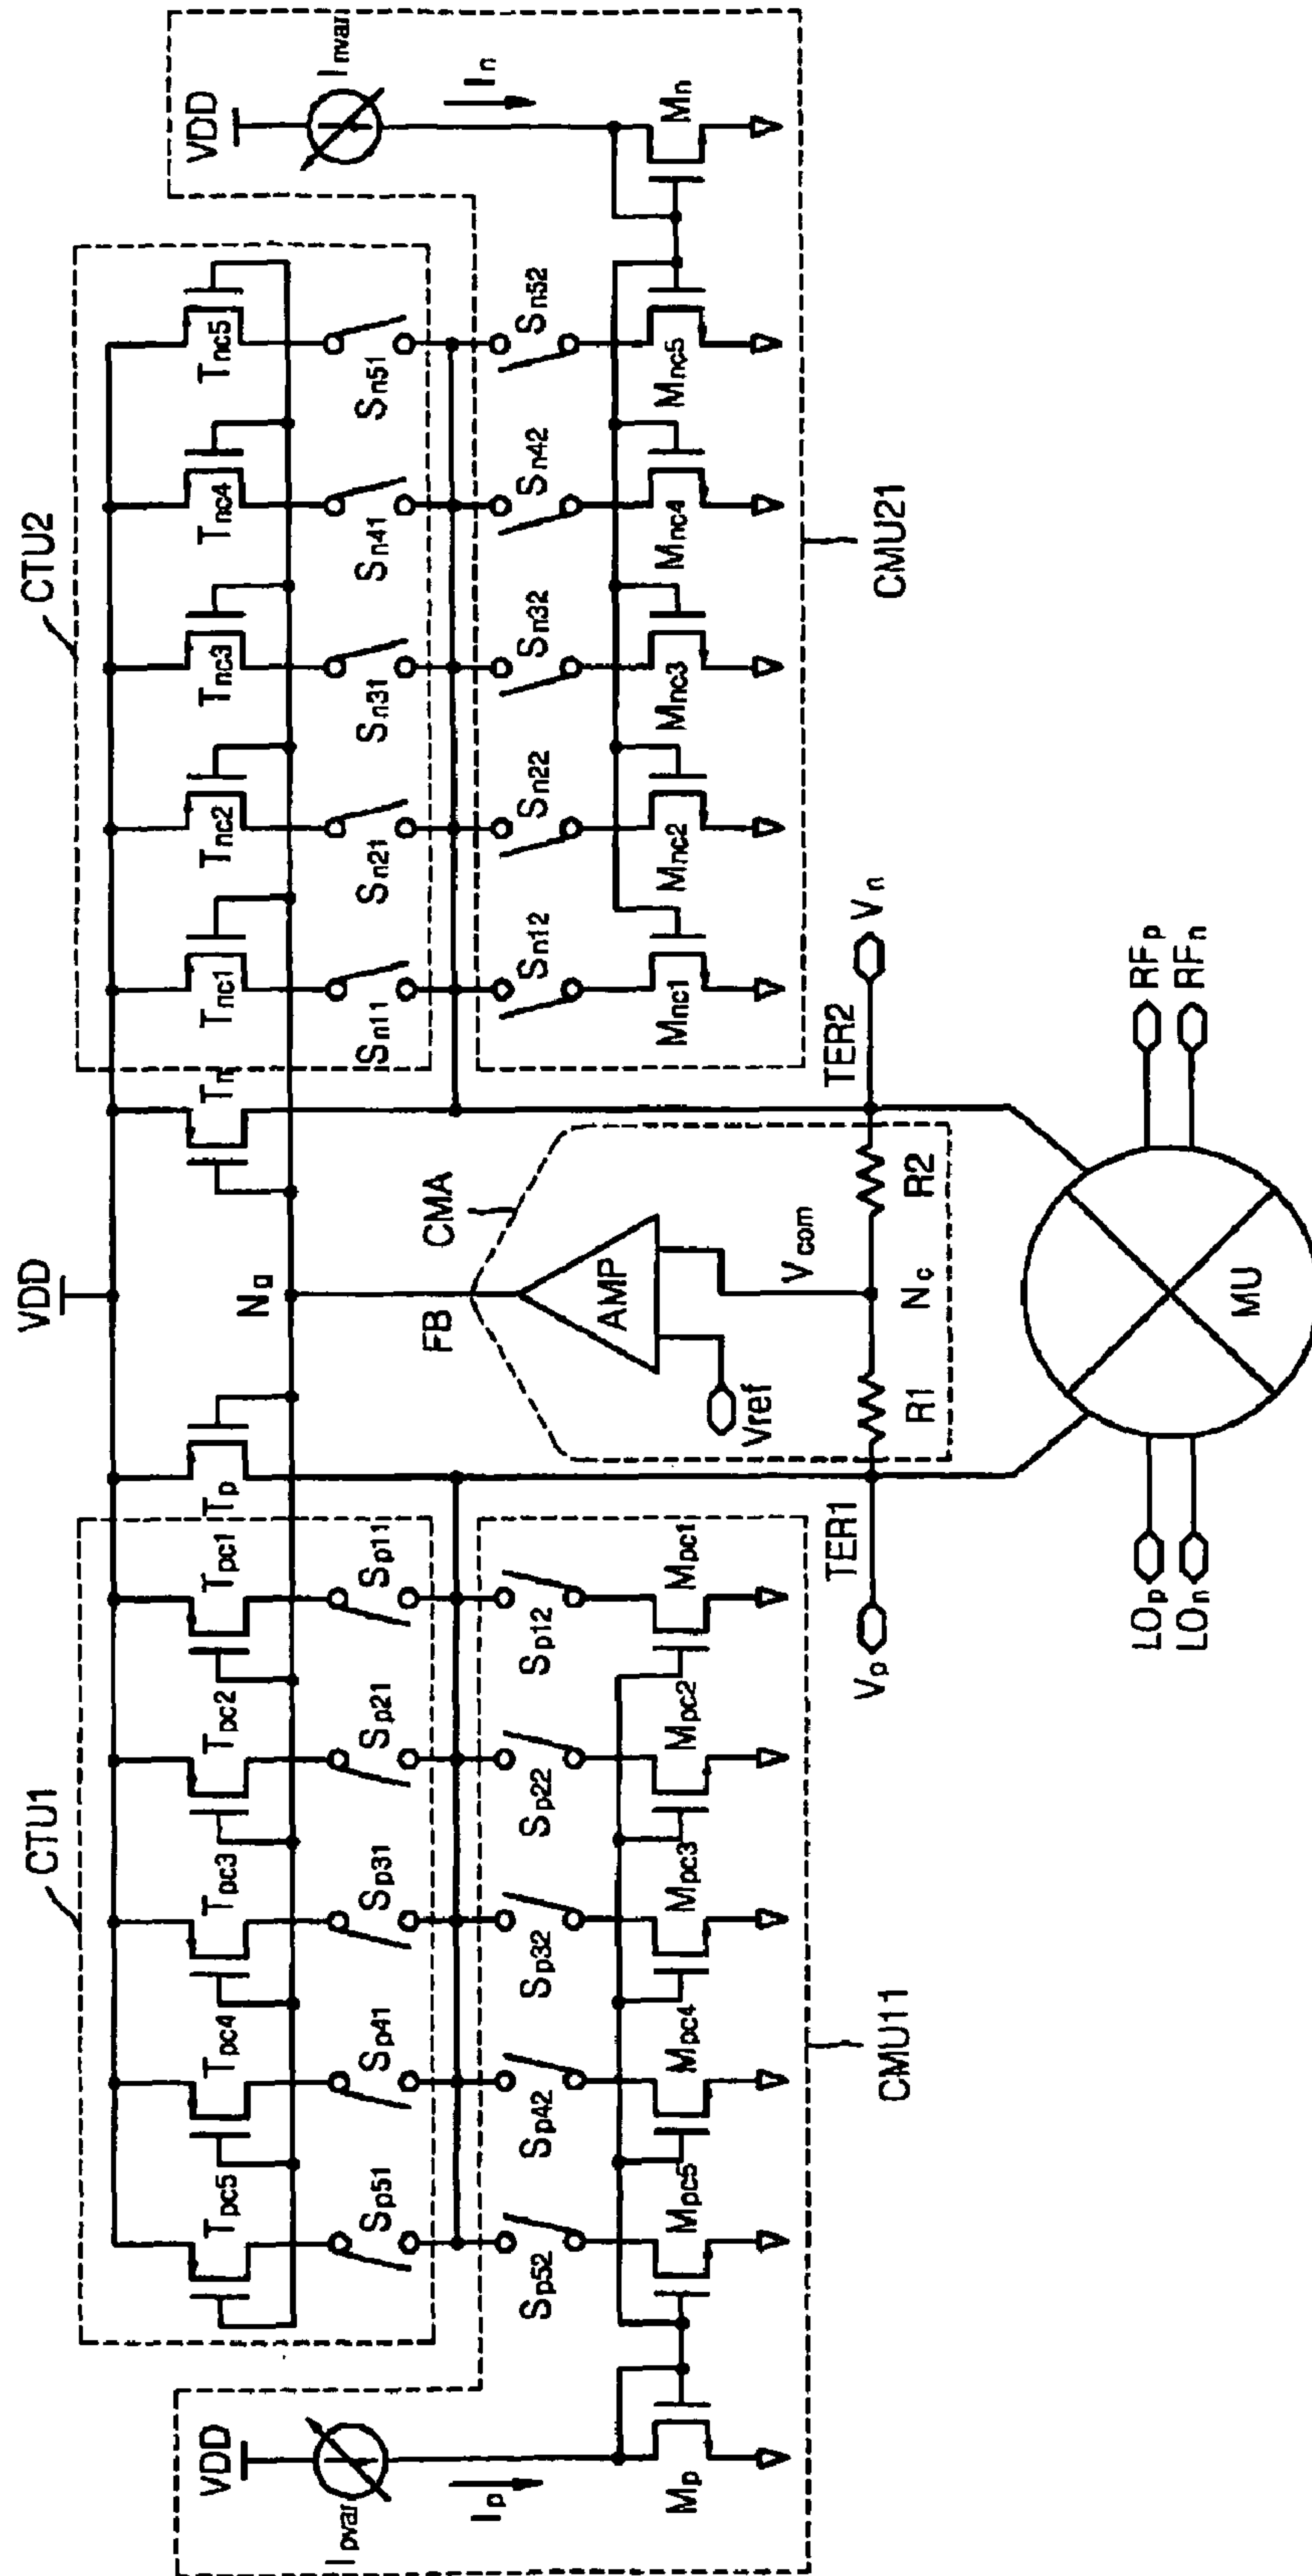 VDD
CTU1
CTU2
VDD
Ipvar
Ip
VDD
Invar
In
Tpc5
Tpc4
Tpc3
Tpc2
Tpc1
Tp
Tn
Tnc1
Tnc2
Tnc3
Tnc4
Tnc5
Ng
Sp51
Sp41
Sp31
Sp21
Sp11
Sn11
Sn21
Sn31
Sn41
Sn51
FB
CMA
Sp52
Sp42
Sp32
Sp22
Sp12
Sn12
Sn22
Sn32
Sn42
Sn52
AMP
Vref
Vcom
Mp
Mpc5
Mpc4
Mpc3
Mpc2
Mpc1
Mnc1
Mnc2
Mnc3
Mnc4
Mnc5
Mn
CMU11
CMU21
TER1
TER2
Vp
Vn
R1
Nc
R2
LOp
LOn
MU
RFp
RFn